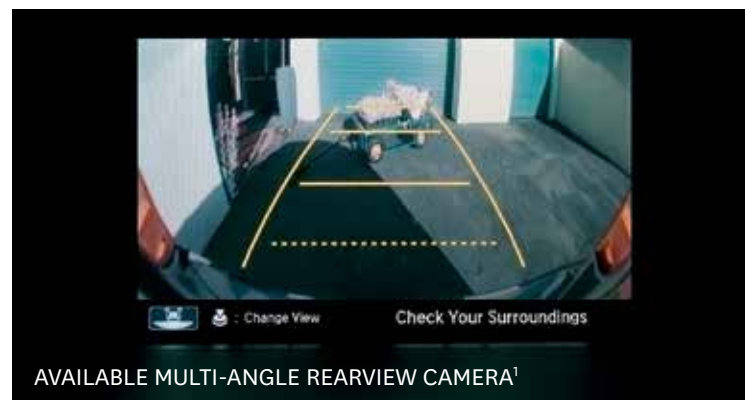 : Change View
Check Your Surroundings
AVAILABLE MULTI-ANGLE REARVIEW CAMERA¹